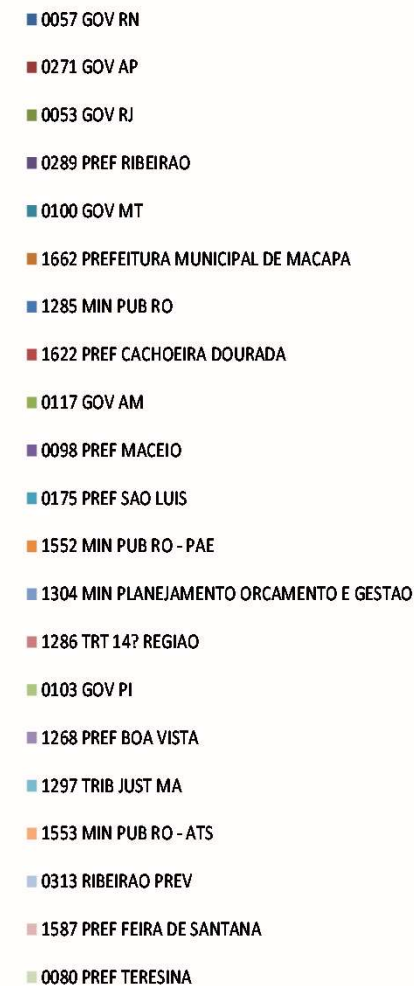 0057 GOV RN
0271 GOV AP
0053 GOV RJ
0289 PREF RIBEIRAO
0100 GOV MT
1662 PREFEITURA MUNICIPAL DE MACAPA
1285 MIN PUB RO
1622 PREF CACHOEIRA DOURADA
0117 GOV AM
0098 PREF MACEIO
0175 PREF SAO LUIS
1552 MIN PUB RO - PAE
1304 MIN PLANEJAMENTO ORCAMENTO E GESTAO
1286 TRT 14? REGIAO
0103 GOV PI
1268 PREF BOA VISTA
1297 TRIB JUST MA
1553 MIN PUB RO - ATS
0313 RIBEIRAO PREV
1587 PREF FEIRA DE SANTANA
0080 PREF TERESINA